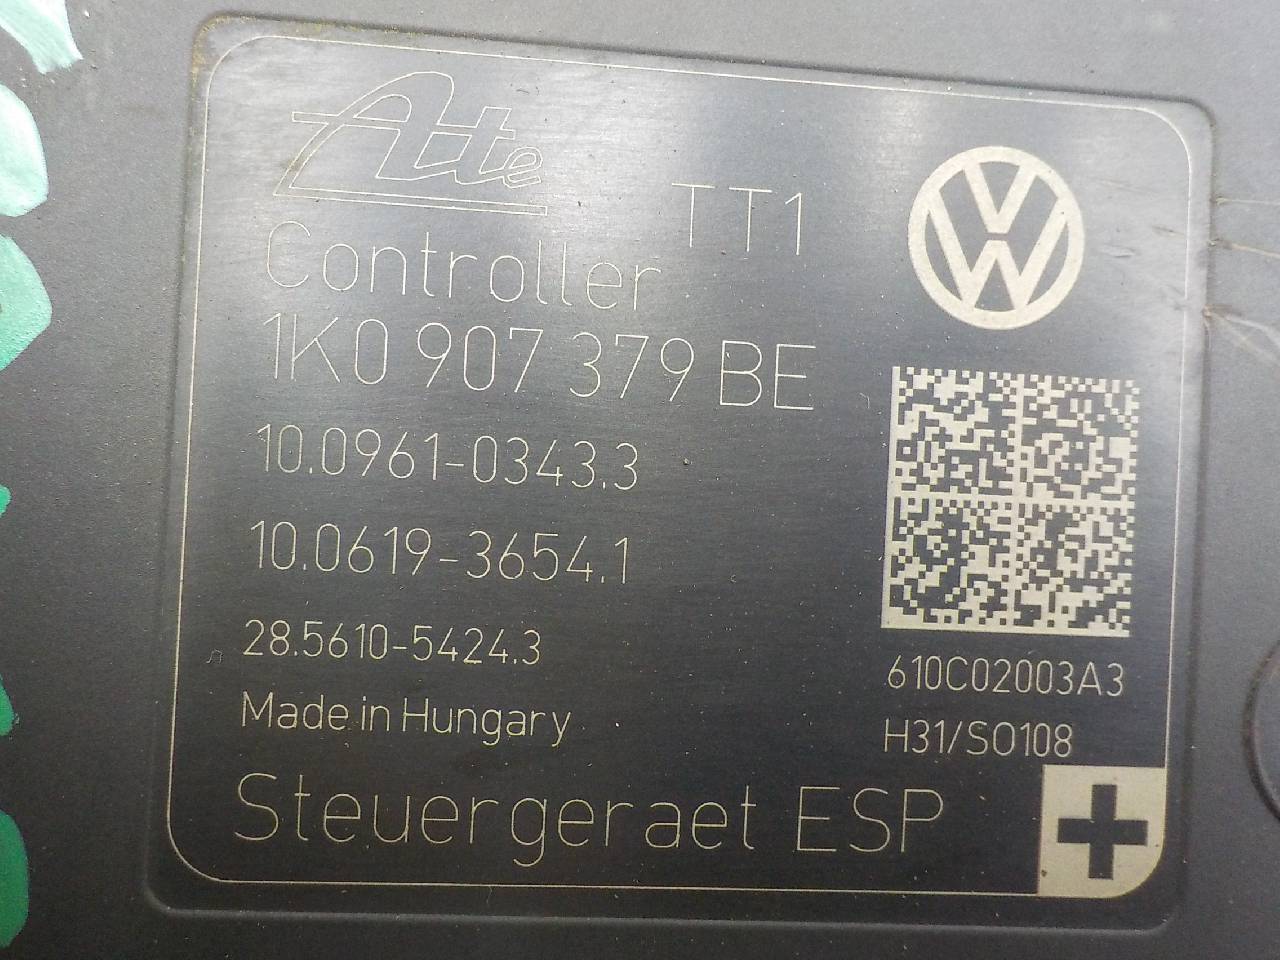 Ate
TT1
Controller
1K0 907 379 BE
10.0961-0343.3
10.0619-3654.1
28.5610-5424.3
Made in Hungary
610C02003A3
H31/S0108
Steuergeraet ESP